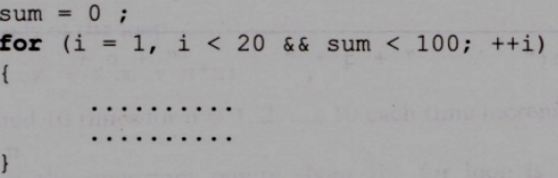 sum = 0 ;
for (i = 1, i < 20 && sum < 100; ++i)
{
..........
..........
}